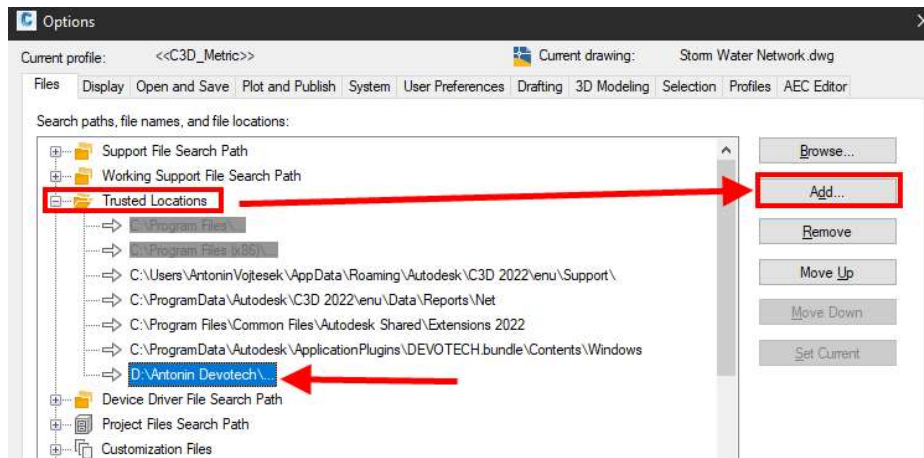 Options
Current profile: <<C3D_Metric>> Current drawing: Storm Water Network.dwg
Files Display Open and Save Plot and Publish System User Preferences Drafting 3D Modeling Selection Profiles AEC Editor
Search paths, file names, and file locations:
Support File Search Path
Working Support File Search Path
Trusted Locations
C:\Program Files\...
C:\Program Files (x86)\...
C:\Users\AntoninVojtesek\AppData\Roaming\Autodesk\C3D 2022\enu\Support\
C:\ProgramData\Autodesk\C3D 2022\enu\Data\Reports\Net
C:\Program Files\Common Files\Autodesk Shared\Extensions 2022
C:\ProgramData\Autodesk\ApplicationPlugins\DEVOTECH.bundle\Contents\Windows
D:\Antonin Devotech\...
Device Driver File Search Path
Project Files Search Path
Customization Files
Browse...
Add...
Remove
Move Up
Move Down
Set Current